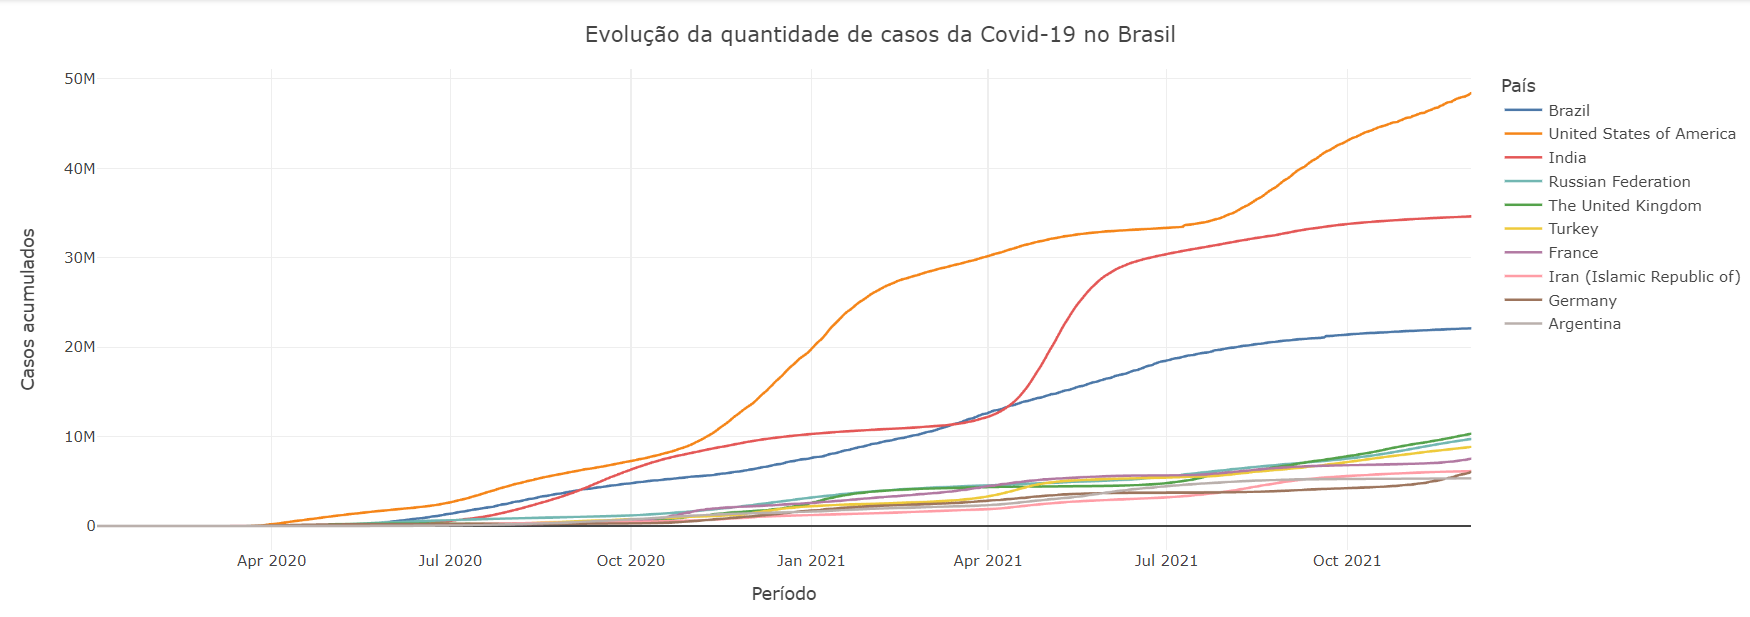 Evolução da quantidade de casos da Covid-19 no Brasil
50M
40M
30M
20M
10M
0
Casos acumulados
Apr 2020
Jul 2020
Oct 2020
Jan 2021
Apr 2021
Jul 2021
Oct 2021
Período
País
Brazil
United States of America
India
Russian Federation
The United Kingdom
Turkey
France
Iran (Islamic Republic of)
Germany
Argentina